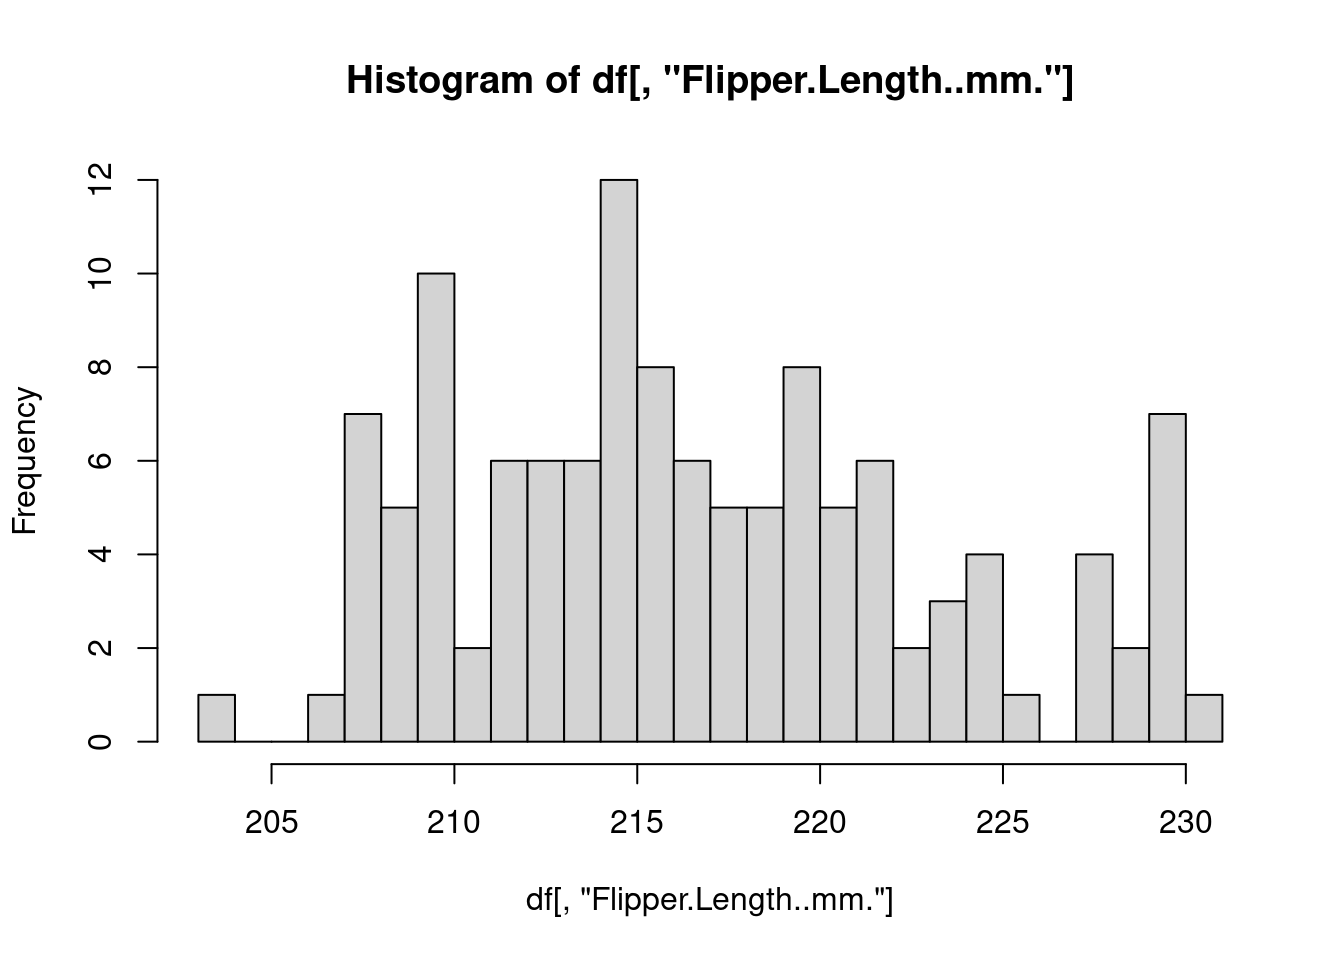 Histogram of df[, "Flipper.Length..mm."]
12
10
8
6
4
2
0
Frequency
205 210 215 220 225 230
df[, "Flipper.Length..mm."]